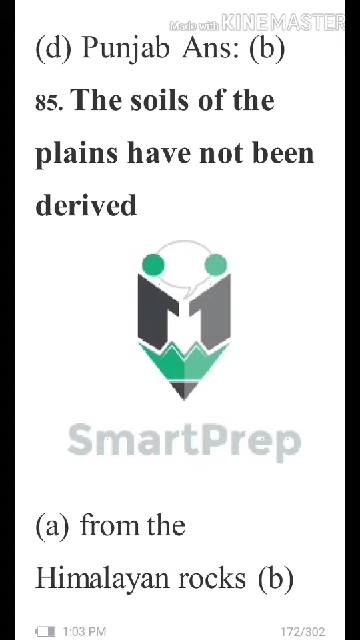 Made with KINEMASTER
(d) Punjab Ans: (b)
85. The soils of the
plains have not been
derived
SmartPrep
(a) from the
Himalayan rocks (b)
1:03 PM 172/302